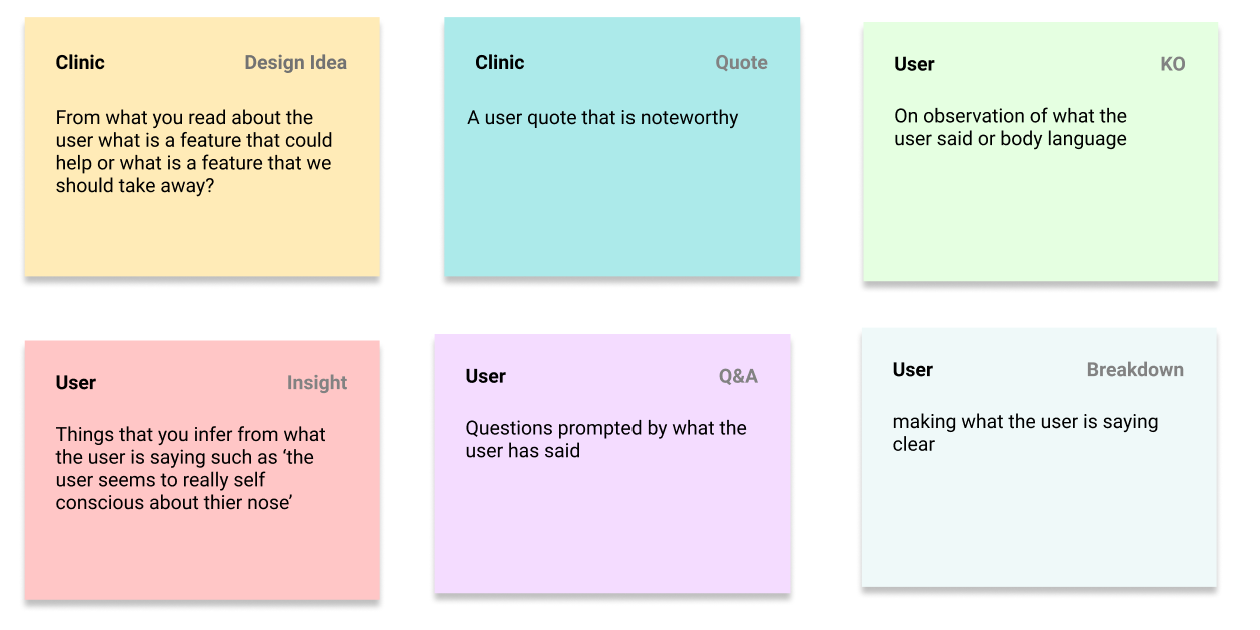 Clinic Design Idea
From what you read about the
user what is a feature that could
help or what is a feature that we
should take away?
Clinic Quote
A user quote that is noteworthy
User KO
On observation of what the
user said or body language
User Insight
Things that you infer from what
the user is saying such as ‘the
user seems to really self
conscious about thier nose’
User Q&A
Questions prompted by what the
user has said
User Breakdown
making what the user is saying
clear